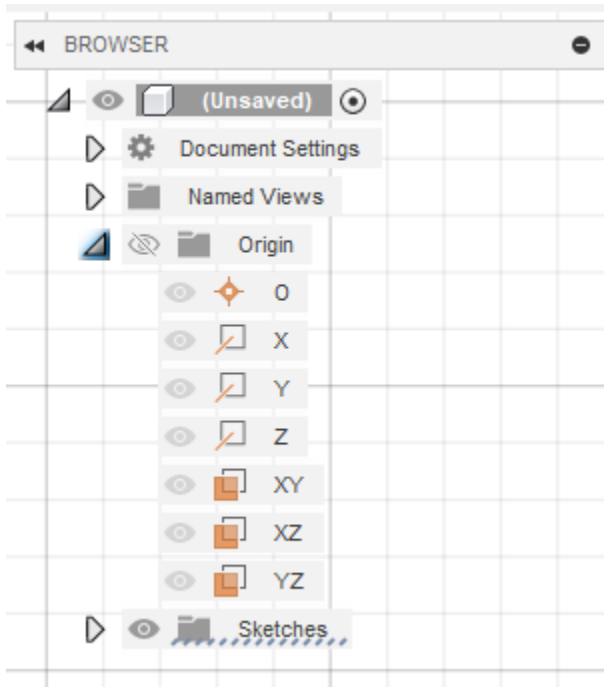 BROWSER
(Unsaved)
Document Settings
Named Views
Origin
O
X
Y
Z
XY
XZ
YZ
Sketches